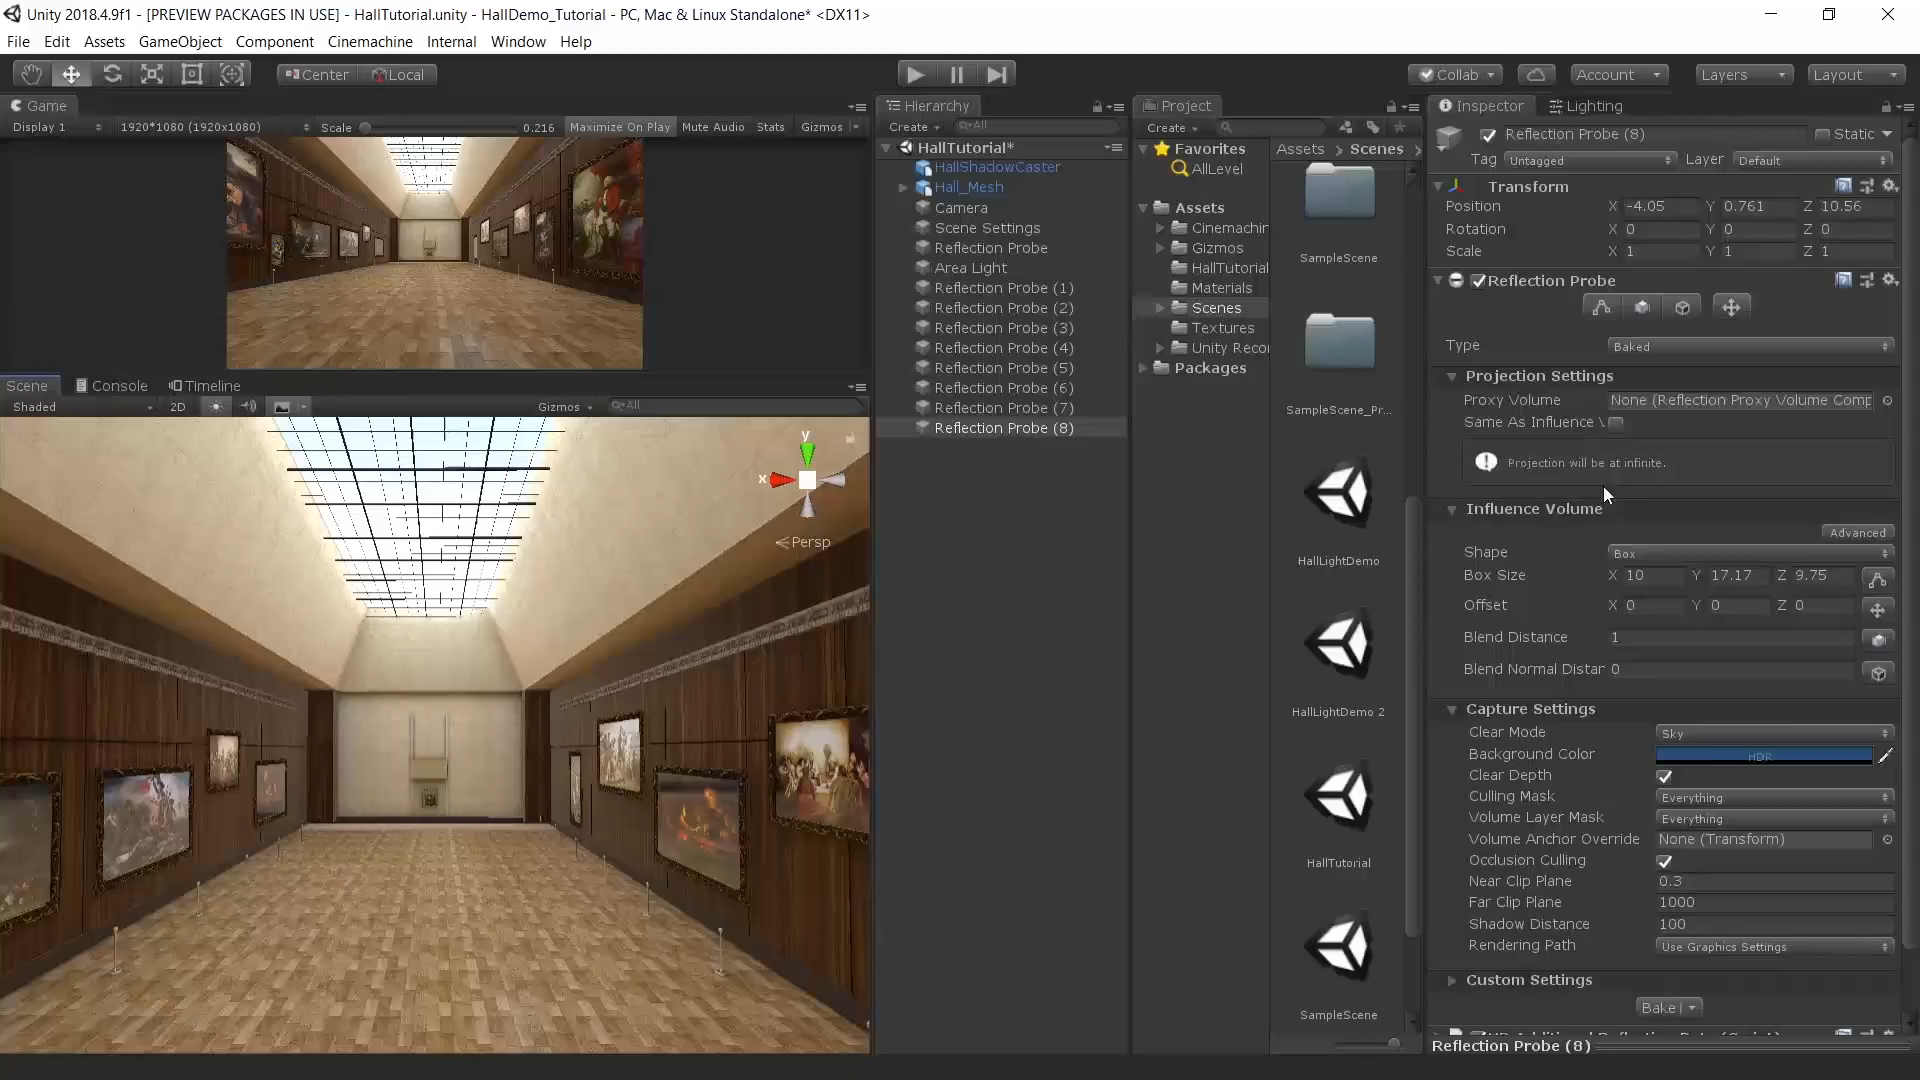 Unity 2018.4.9f1 - [PREVIEW PACKAGES IN USE] - HallTutorial.unity - HallDemo_Tutorial - PC, Mac & Linux Standalone* <DX11>
File Edit Assets GameObject Component Cinemachine Internal Window Help
Center Local Collab Account Layers Layout
Game
Display 1 1920*1080 (1920x1080) Scale 0.216 Maximize On Play Mute Audio Stats Gizmos
Scene Console Timeline
Shaded 2D Gizmos All
y
x
Persp
Hierarchy
Create All
HallTutorial*
HallShadowCaster
Hall_Mesh
Camera
Scene Settings
Reflection Probe
Area Light
Reflection Probe (1)
Reflection Probe (2)
Reflection Probe (3)
Reflection Probe (4)
Reflection Probe (5)
Reflection Probe (6)
Reflection Probe (7)
Reflection Probe (8)
Project
Create
Favorites
AllLevel
Assets
Cinemachin
Gizmos
HallTutorial
Materials
Scenes
Textures
Unity Reco
Packages
Assets > Scenes
SampleScene
SampleScene_Pr...
HallLightDemo
HallLightDemo 2
HallTutorial
SampleScene
Inspector Lighting
Reflection Probe (8) Static
Tag Untagged Layer Default
Transform
Position X -4.05 Y 0.761 Z 10.56
Rotation X 0 Y 0 Z 0
Scale X 1 Y 1 Z 1
Reflection Probe
Type Baked
Projection Settings
Proxy Volume None (Reflection Proxy Volume Comp
Same As Influence \
Projection will be at infinite.
Influence Volume
Advanced
Shape Box
Box Size X 10 Y 17.17 Z 9.75
Offset X 0 Y 0 Z 0
Blend Distance 1
Blend Normal Distar 0
Capture Settings
Clear Mode Sky
Background Color HDR
Clear Depth
Culling Mask Everything
Volume Layer Mask Everything
Volume Anchor Override None (Transform)
Occlusion Culling
Near Clip Plane 0.3
Far Clip Plane 1000
Shadow Distance 100
Rendering Path Use Graphics Settings
Custom Settings
Bake
Reflection Probe (8)